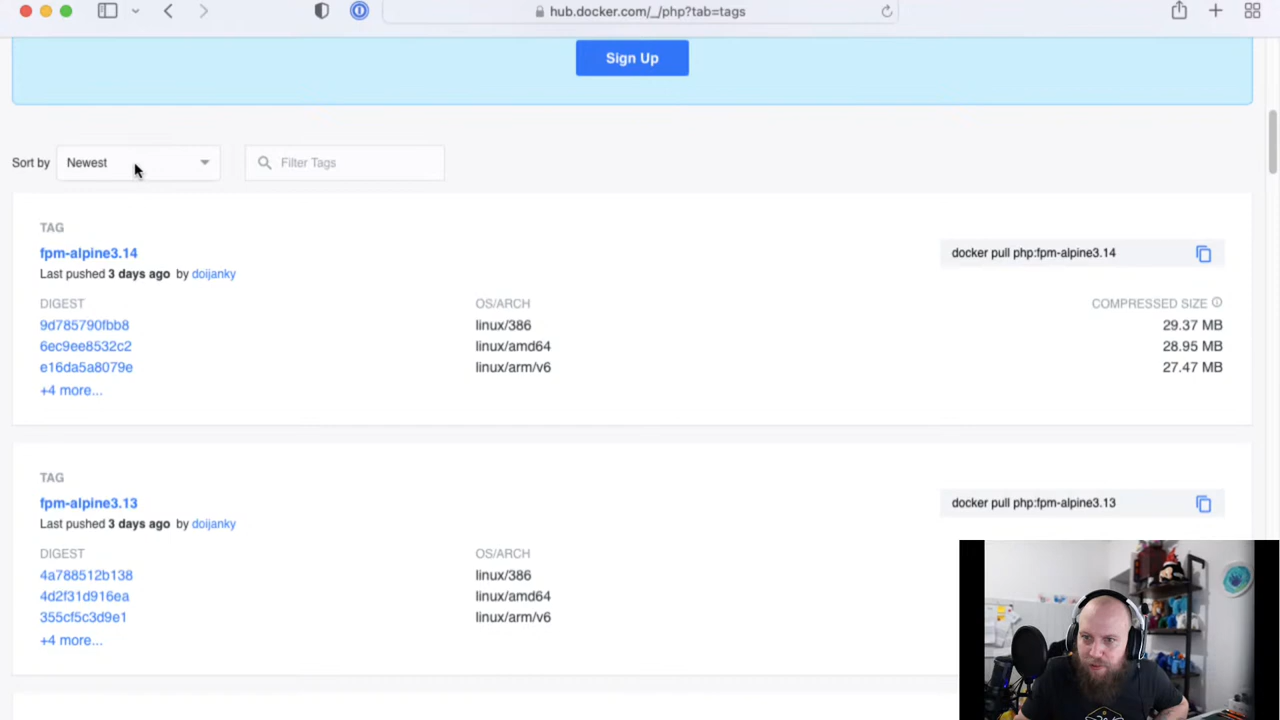 hub.docker.com/_/php?tab=tags
Sign Up
Sort by Newest Filter Tags
TAG
fpm-alpine3.14
docker pull php:fpm-alpine3.14
Last pushed 3 days ago by doijanky
DIGEST OS/ARCH COMPRESSED SIZE
9d785790fbb8 linux/386 29.37 MB
6ec9ee8532c2 linux/amd64 28.95 MB
e16da5a8079e linux/arm/v6 27.47 MB
+4 more...
TAG
fpm-alpine3.13
docker pull php:fpm-alpine3.13
Last pushed 3 days ago by doijanky
DIGEST OS/ARCH
4a788512b138 linux/386
4d2f31d916ea linux/amd64
355cf5c3d9e1 linux/arm/v6
+4 more...